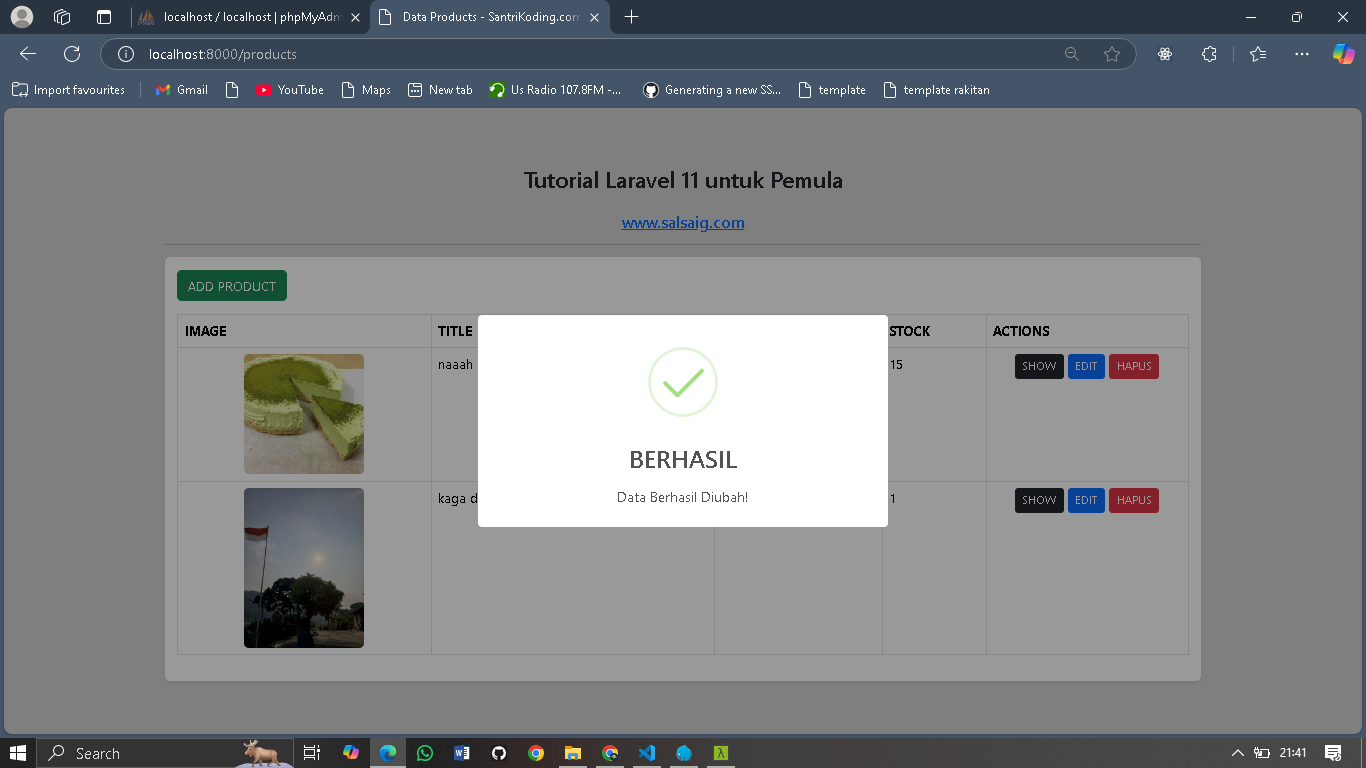 localhost / localhost | phpMyAdm
Data Products - SantriKoding.com
localhost:8000/products
Import favourites
Gmail
YouTube
Maps
New tab
Us Radio 107.8FM -...
Generating a new SS...
template
template rakitan
Tutorial Laravel 11 untuk Pemula
www.salsaig.com
ADD PRODUCT
IMAGE TITLE STOCK ACTIONS
naaah 15 SHOW EDIT HAPUS
BERHASIL
Data Berhasil Diubah!
kaga d 1 SHOW EDIT HAPUS
Search
21:41